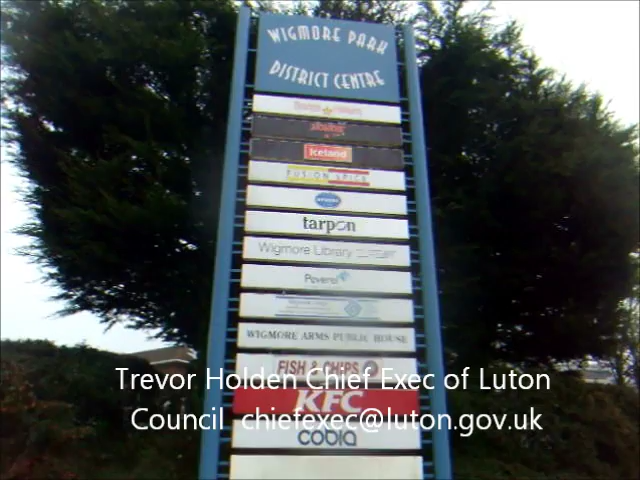 WIGMORE PARK
DISTRICT CENTRE
Iceland
FUSION SPICE
tarpon
Wigmore Library
Poverol
WIGMORE ARMS PUBLIC HOUSE
FISH & CHIPS
Trevor Holden Chief Exec of Luton
KFC
Council chiefexec@luton.gov.uk
cobia